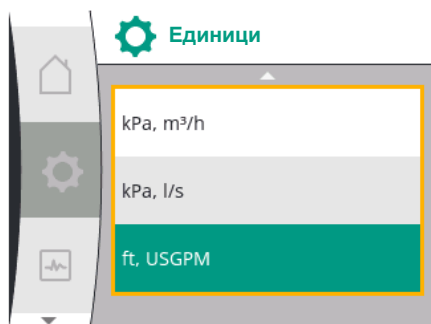 Единици
kPa, m³/h
kPa, l/s
ft, USGPM